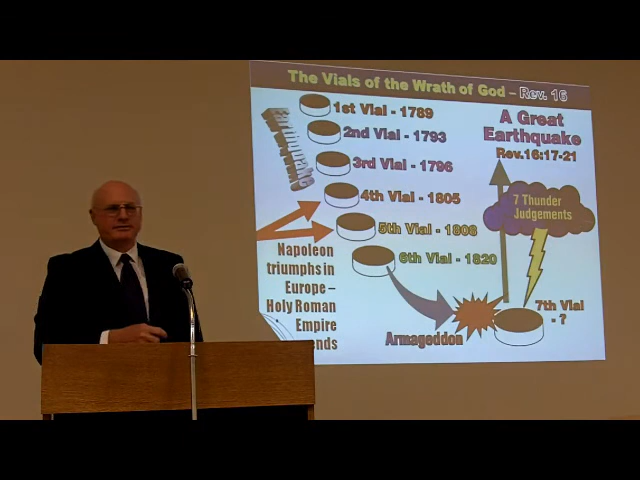 The Vials of the Wrath of God – Rev. 16
1st Vial - 1789
2nd Vial - 1793
3rd Vial - 1796
4th Vial - 1805
5th Vial - 1808
6th Vial - 1820
7th Vial
- ?
A Great
Earthquake
Rev.16:17-21
7 Thunder
Judgements
Napoleon
triumphs in
Europe –
Holy Roman
Empire
ends
Armageddon